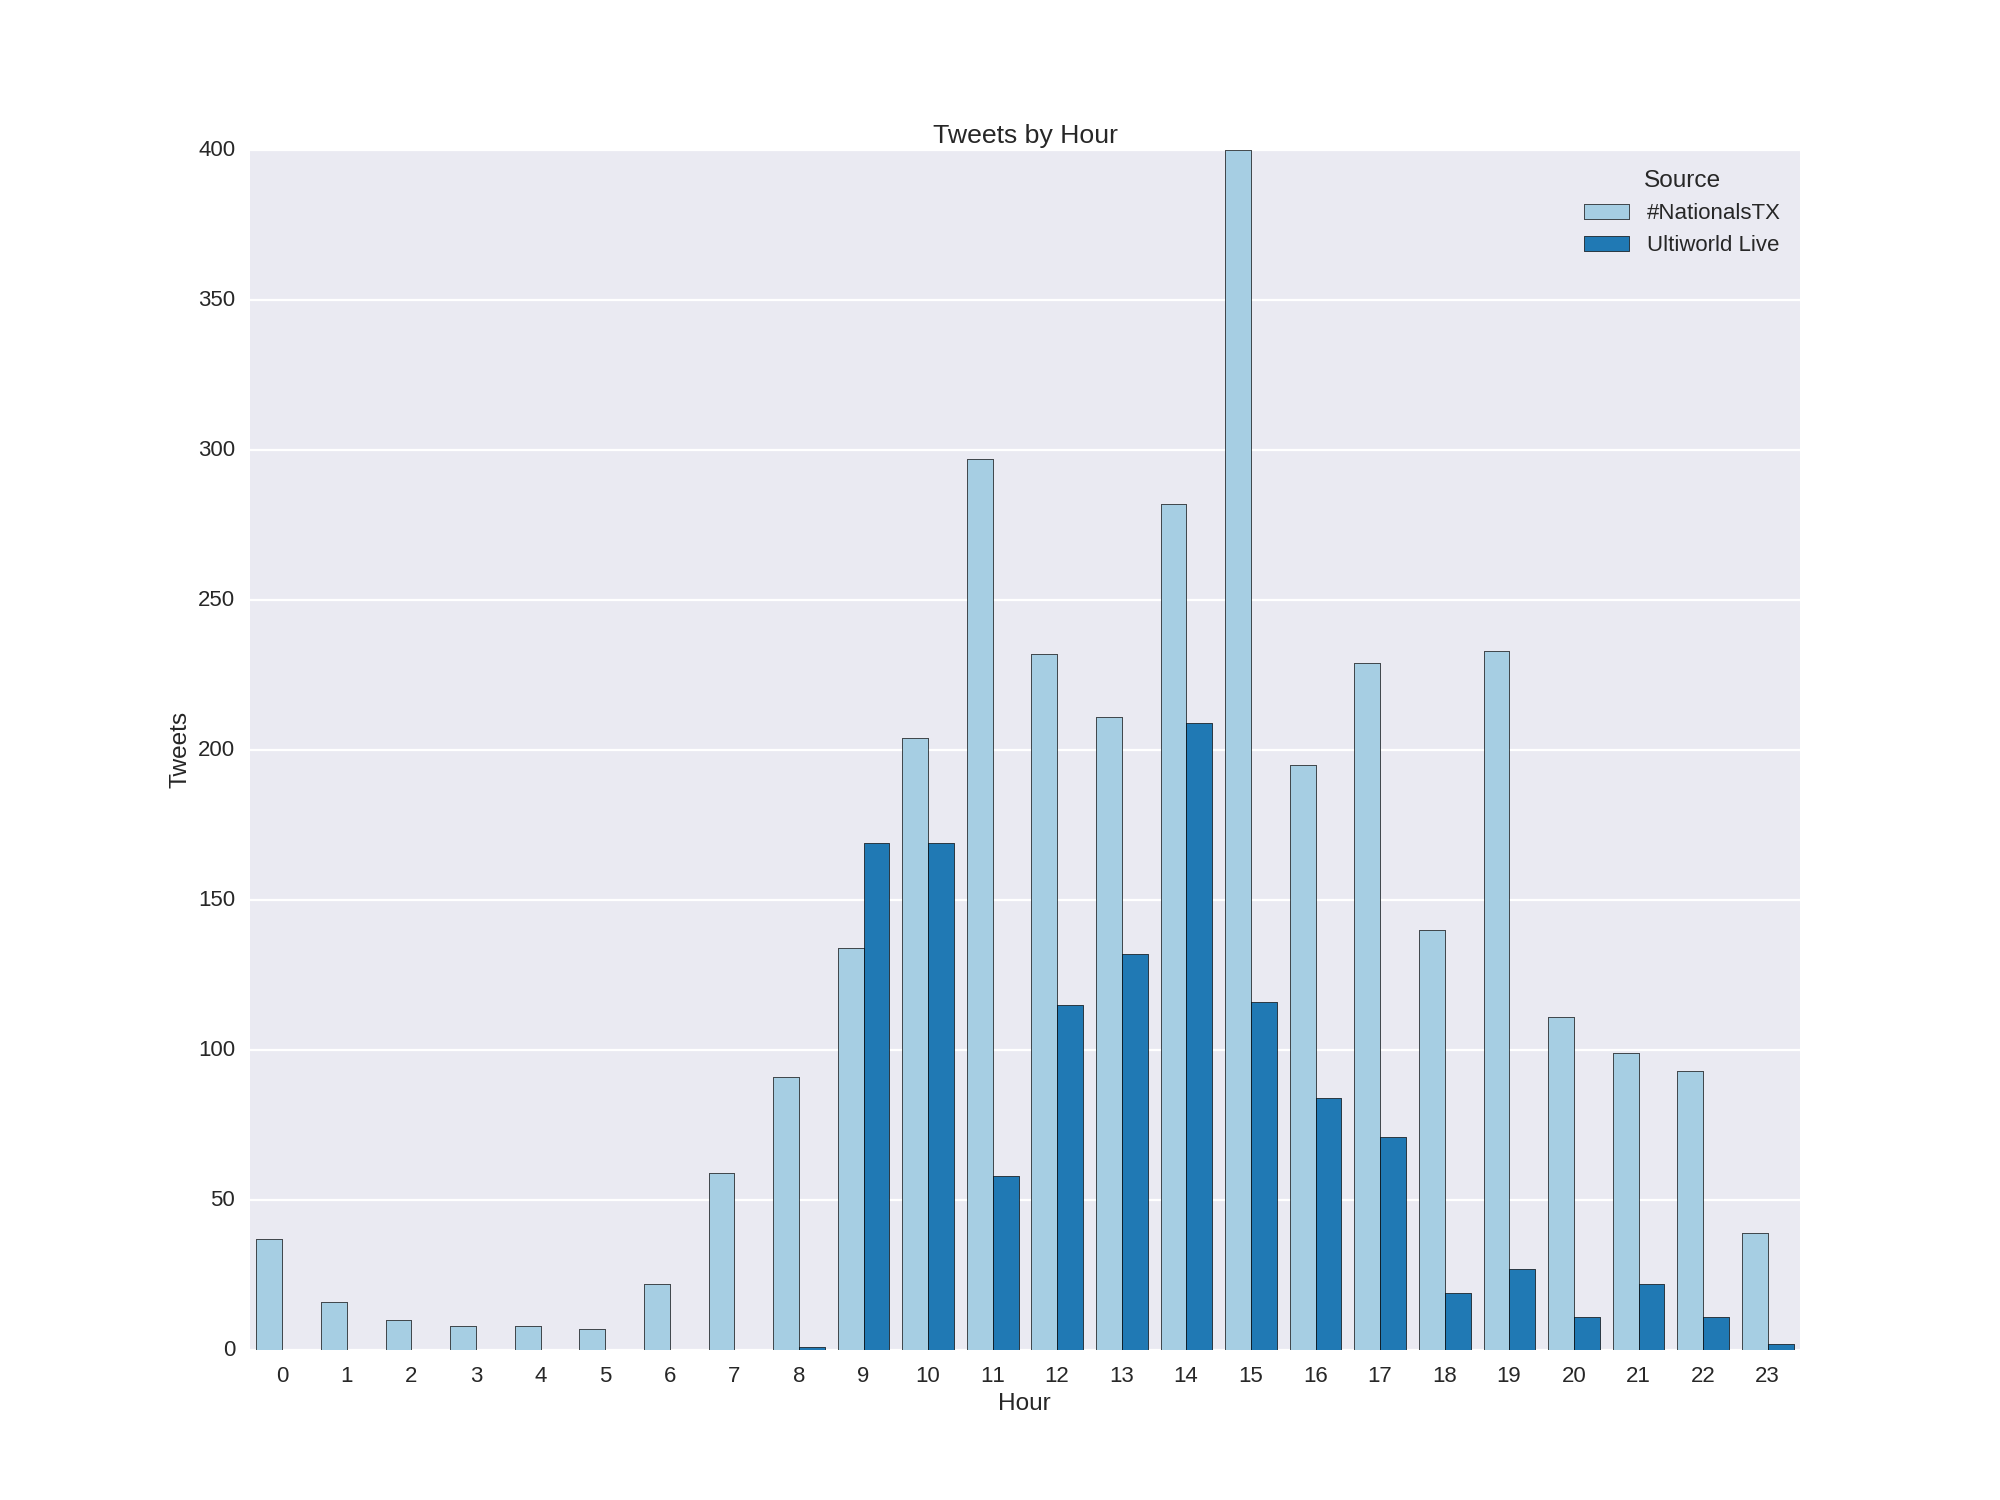 Tweets by Hour
Source
#NationalsTX
Ultiworld Live
400
350
300
250
200
150
100
50
0
Tweets
0 1 2 3 4 5 6 7 8 9 10 11 12 13 14 15 16 17 18 19 20 21 22 23
Hour